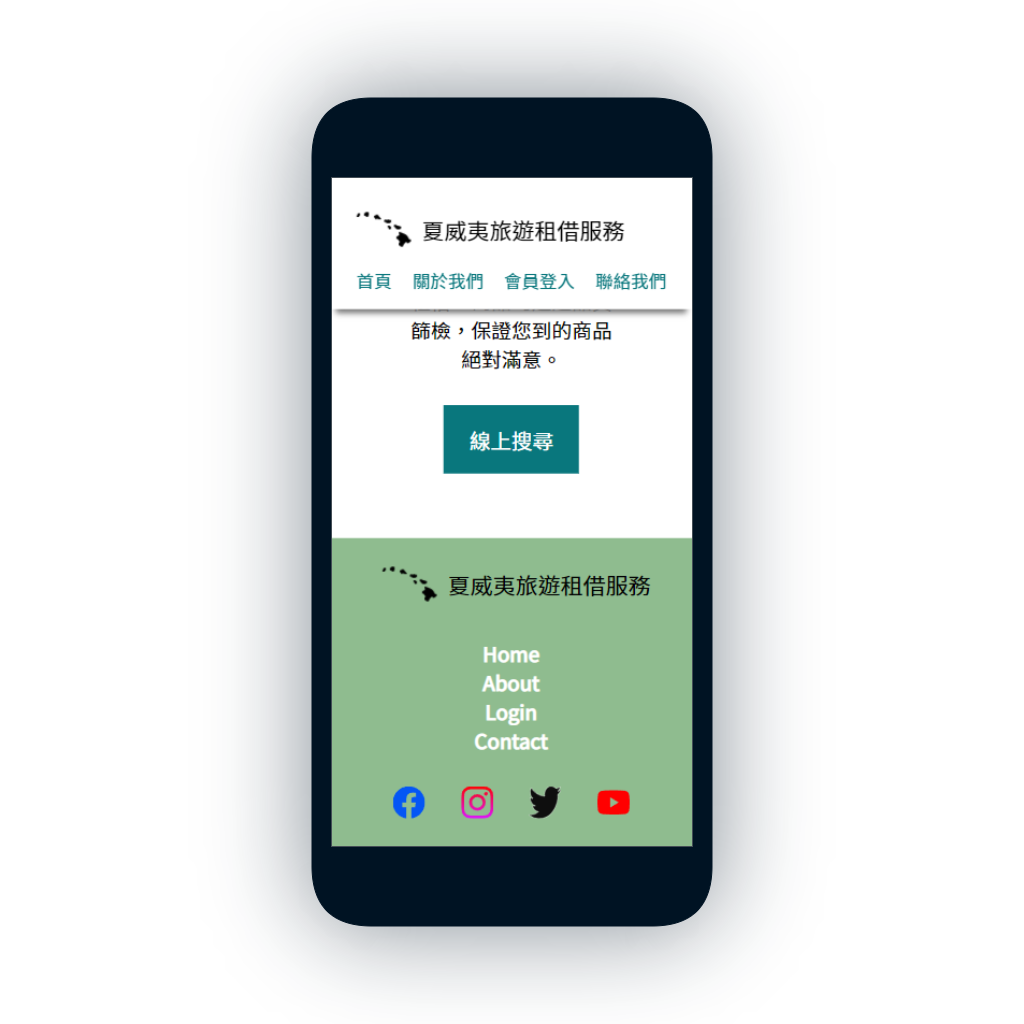 夏威夷旅遊租借服務
首頁 關於我們 會員登入 聯絡我們
篩檢，保證您到的商品
絕對滿意。
線上搜尋
夏威夷旅遊租借服務
Home
About
Login
Contact